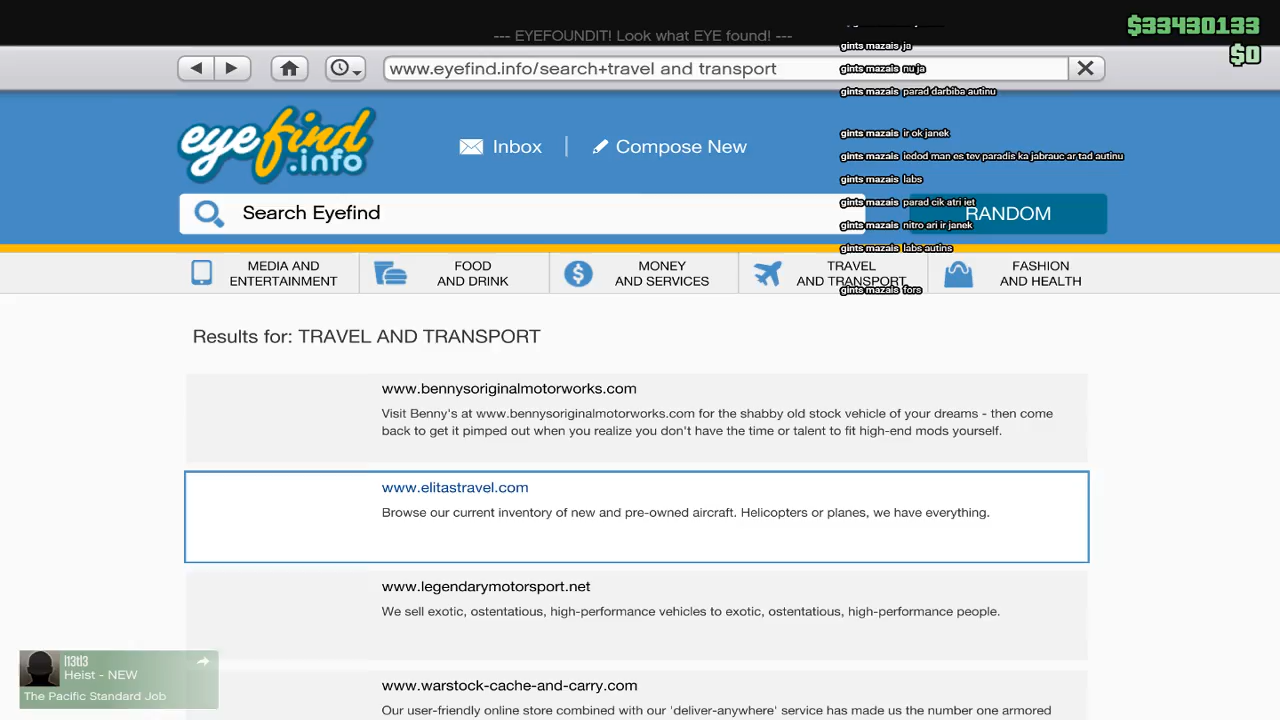 --- EYEFOUNDIT! Look what EYE found! ---
$33430133
$0
www.eyefind.info/search+travel and transport
gints mazais ja
gints mazais nu ja
gints mazais parad darbiba autinu
gints mazais ir ok janek
gints mazais iedod man es tev paradis ka jabrauc ar tad autinu
gints mazais labs
gints mazais parad cik atri iet
gints mazais nitro ari ir janek
gints mazais labs autins
gints mazais fors
eyefind.info
Inbox
Compose New
Search Eyefind
RANDOM
MEDIA AND ENTERTAINMENT
FOOD AND DRINK
MONEY AND SERVICES
TRAVEL AND TRANSPORT
FASHION AND HEALTH
Results for: TRAVEL AND TRANSPORT
www.bennysoriginalmotorworks.com
Visit Benny's at www.bennysoriginalmotorworks.com for the shabby old stock vehicle of your dreams - then come
back to get it pimped out when you realize you don't have the time or talent to fit high-end mods yourself.
www.elitastravel.com
Browse our current inventory of new and pre-owned aircraft. Helicopters or planes, we have everything.
www.legendarymotorsport.net
We sell exotic, ostentatious, high-performance vehicles to exotic, ostentatious, high-performance people.
www.warstock-cache-and-carry.com
Our user-friendly online store combined with our 'deliver-anywhere' service has made us the number one armored
Heist - NEW
The Pacific Standard Job